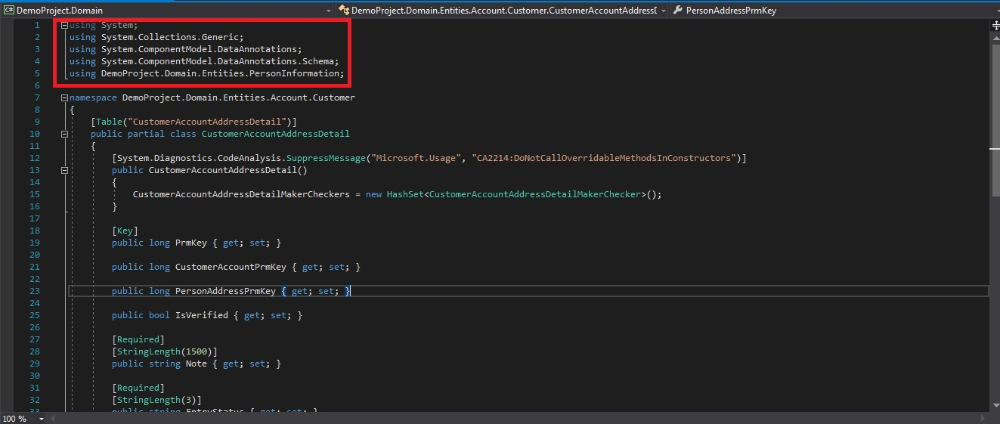 C# DemoProject.Domain DemoProject.Domain.Entities.Account.Customer.CustomerAccountAddressD PersonAddressPrmKey
1 using System;
2 using System.Collections.Generic;
3 using System.ComponentModel.DataAnnotations;
4 using System.ComponentModel.DataAnnotations.Schema;
5 using DemoProject.Domain.Entities.PersonInformation;
6
7 namespace DemoProject.Domain.Entities.Account.Customer
8 {
9 [Table("CustomerAccountAddressDetail")]
10 public partial class CustomerAccountAddressDetail
11 {
12 [System.Diagnostics.CodeAnalysis.SuppressMessage("Microsoft.Usage", "CA2214:DoNotCallOverridableMethodsInConstructors")]
13 public CustomerAccountAddressDetail()
14 {
15 CustomerAccountAddressDetailMakerCheckers = new HashSet<CustomerAccountAddressDetailMakerChecker>();
16 }
17
18 [Key]
19 public long PrmKey { get; set; }
20
21 public long CustomerAccountPrmKey { get; set; }
22
23 public long PersonAddressPrmKey { get; set; }
24
25 public bool IsVerified { get; set; }
26
27 [Required]
28 [StringLength(1500)]
29 public string Note { get; set; }
30
31 [Required]
32 [StringLength(3)]
33 public string EntryStatus { get; set; }
100 %